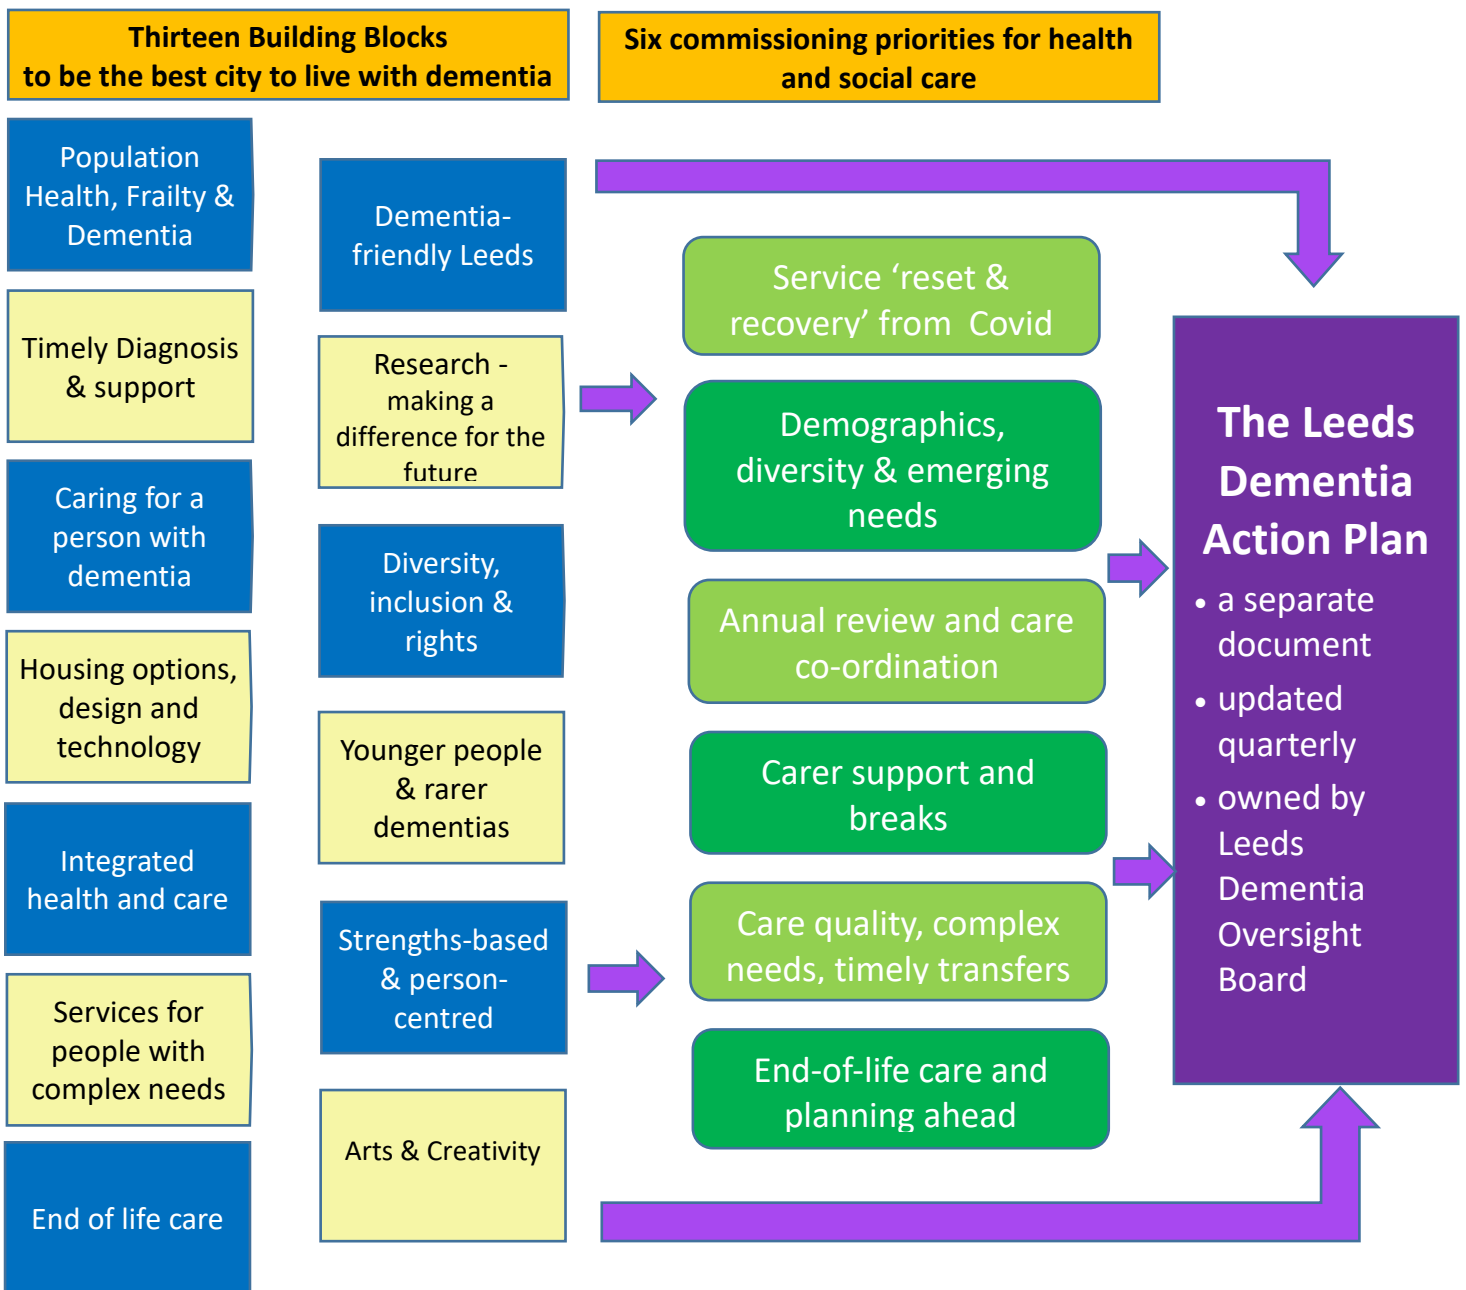 Thirteen Building Blocks
to be the best city to live with dementia
Six commissioning priorities for health
and social care
Population
Health, Frailty &
Dementia
Timely Diagnosis
& support
Caring for a
person with
dementia
Housing options,
design and
technology
Integrated
health and care
Services for
people with
complex needs
End of life care
Dementia-
friendly Leeds
Research -
making a
difference for the
future
Diversity,
inclusion &
rights
Younger people
& rarer
dementias
Strengths-based
& person-
centred
Arts & Creativity
Service ‘reset &
recovery’ from Covid
Demographics,
diversity & emerging
needs
Annual review and care
co-ordination
Carer support and
breaks
Care quality, complex
needs, timely transfers
End-of-life care and
planning ahead
The Leeds
Dementia
Action Plan
• a separate
document
• updated
quarterly
• owned by
Leeds
Dementia
Oversight
Board